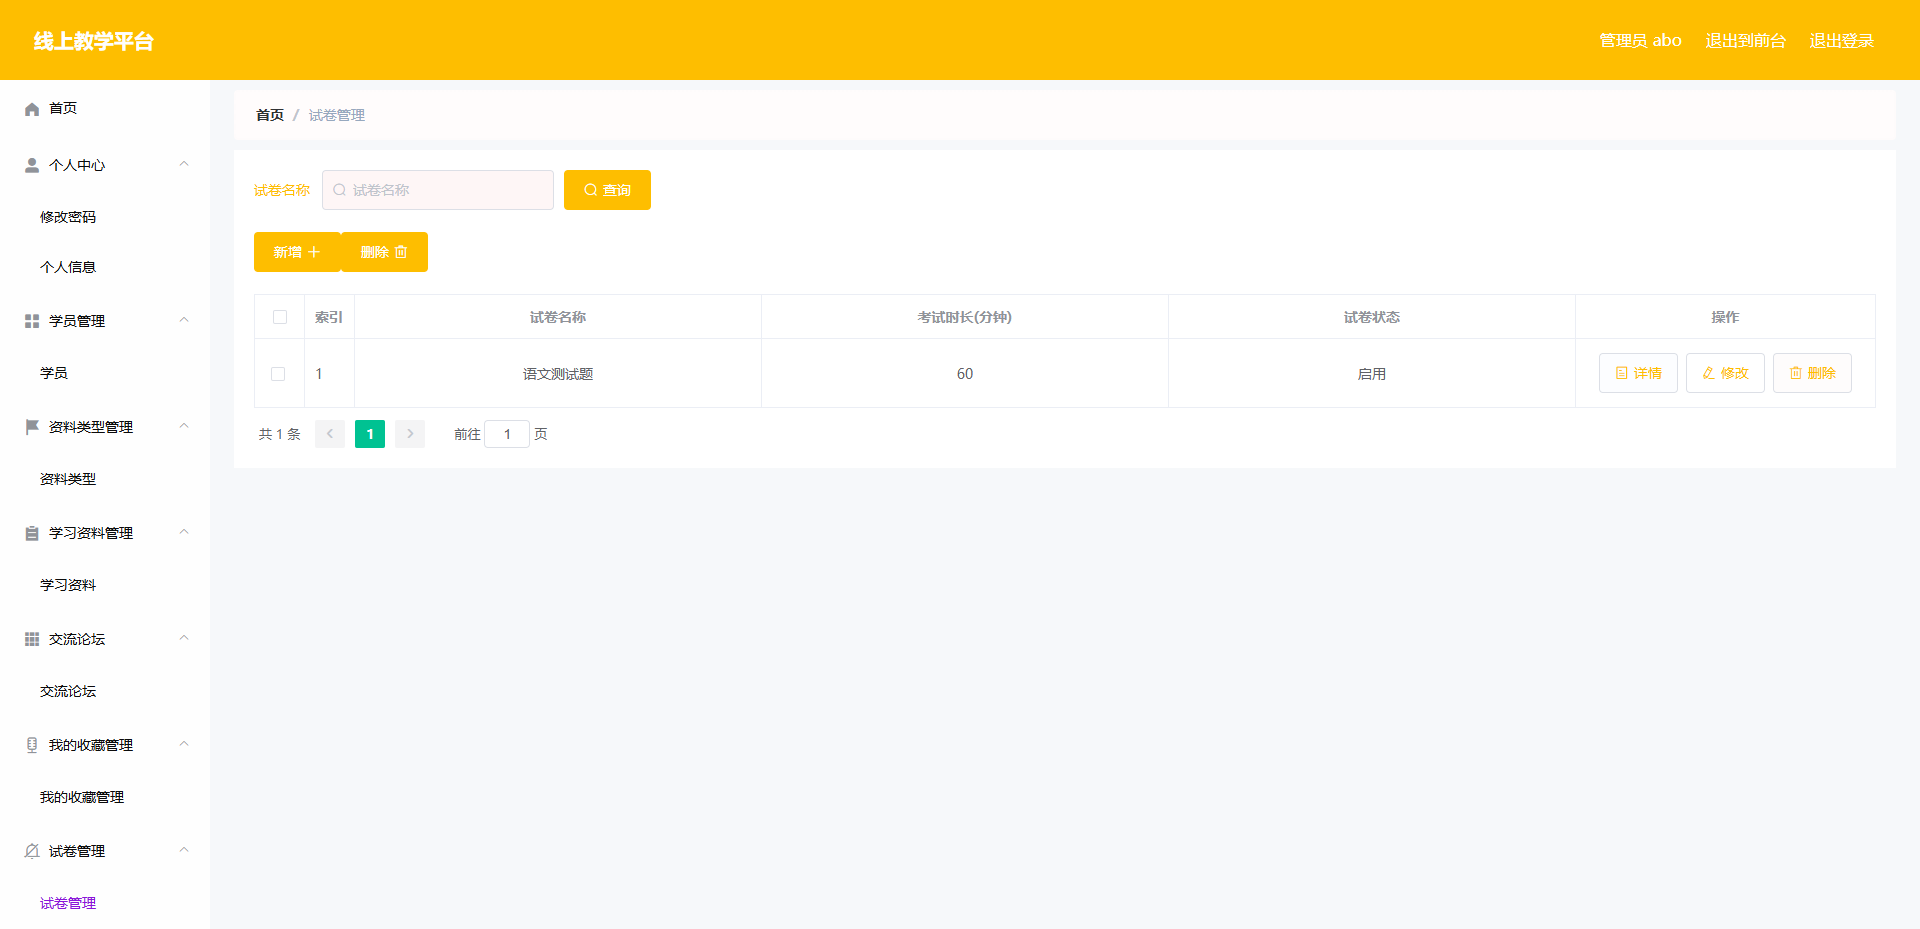 线上教学平台
管理员 abo 退出到前台 退出登录
首页
个人中心
修改密码
个人信息
学员管理
学员
资料类型管理
资料类型
学习资料管理
学习资料
交流论坛
交流论坛
我的收藏管理
我的收藏管理
试卷管理
试卷管理
首页 / 试卷管理
试卷名称 试卷名称 查询
新增 删除
索引 试卷名称 考试时长(分钟) 试卷状态 操作
1 语文测试题 60 启用 详情 修改 删除
共 1 条 1 前往 1 页